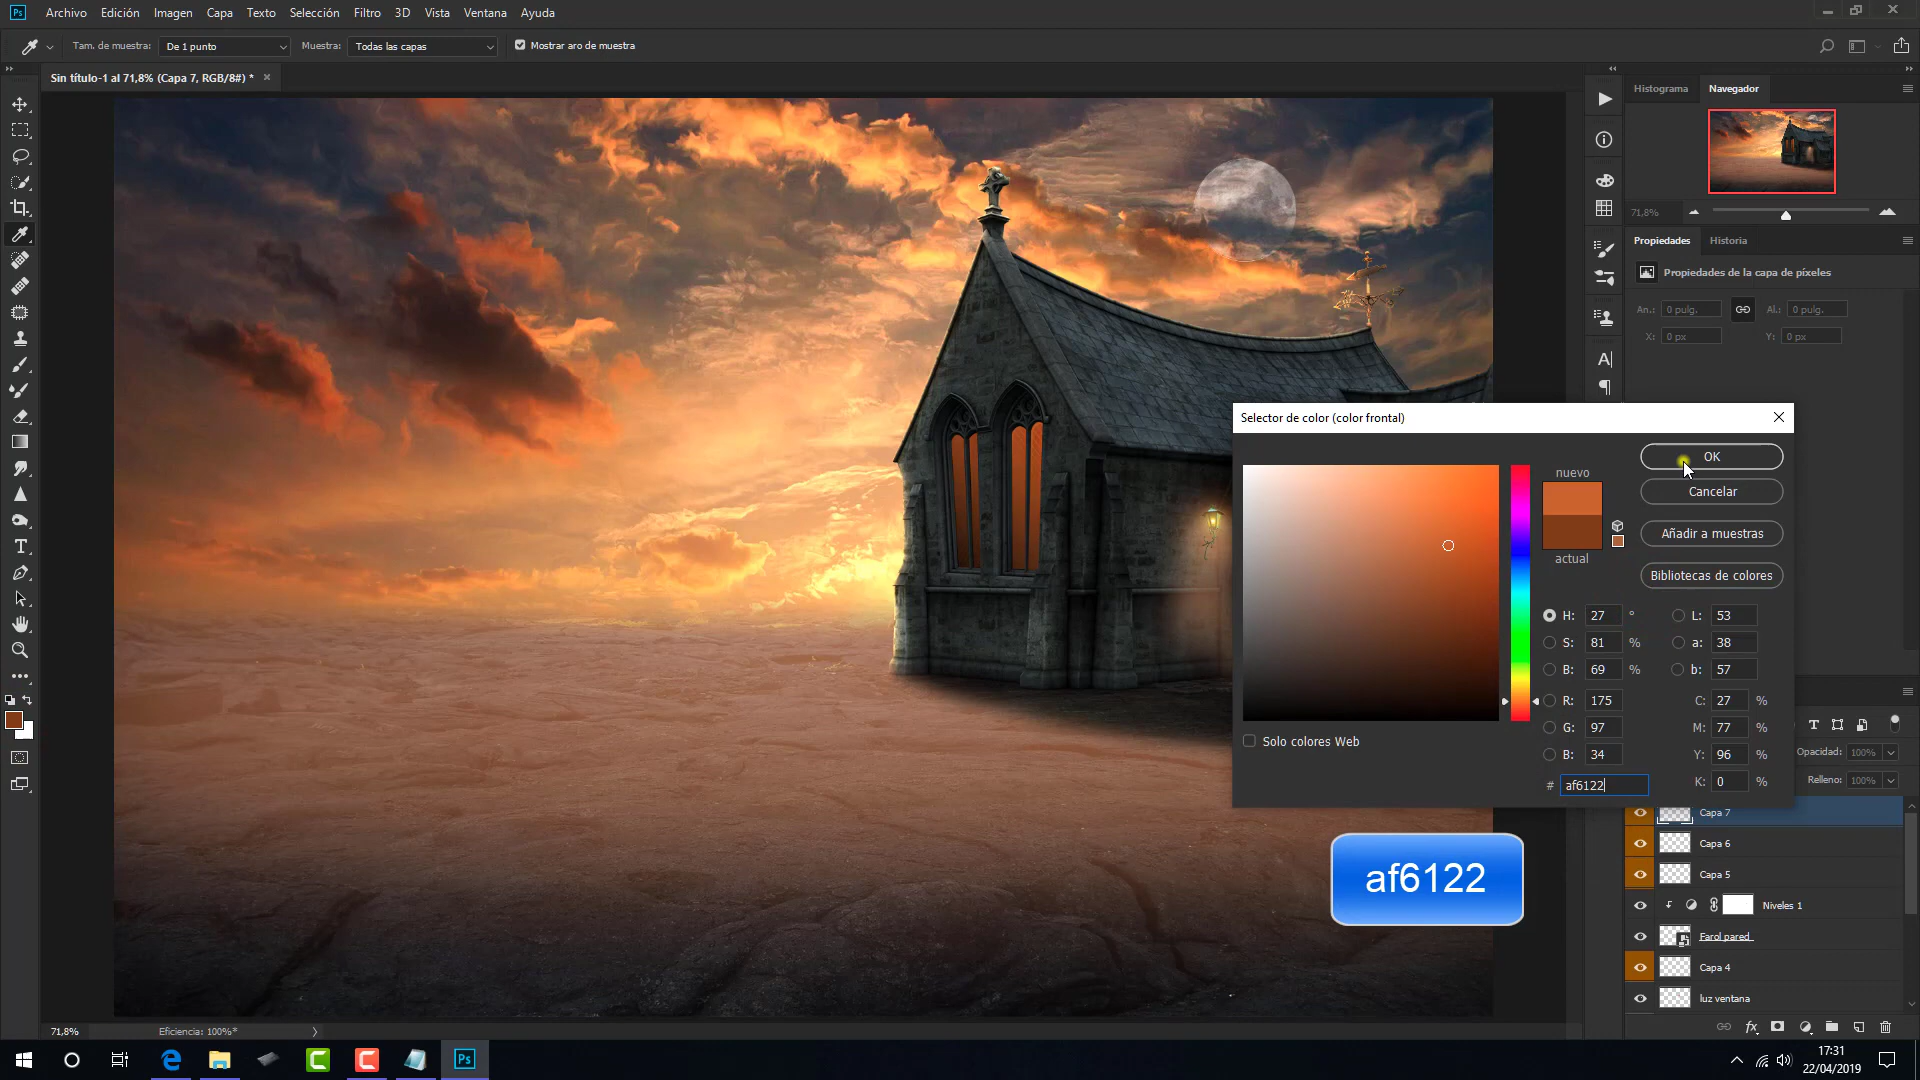 Ps Archivo Edición Imagen Capa Texto Selección Filtro 3D Vista Ventana Ayuda
Tam. de muestra: De 1 punto Muestra: Todas las capas Mostrar aro de muestra
Sin título-1 al 71,8% (Capa 7, RGB/8#) *
Histograma Navegador
71,8%
Propiedades Historia
Propiedades de la capa de píxeles
An.: 0 pulg. Al.: 0 pulg.
X: 0 px Y: 0 px
Selector de color (color frontal)
nuevo
actual
OK
Cancelar
Añadir a muestras
Bibliotecas de colores
H: 27 ° L: 53
S: 81 % a: 38
B: 69 % b: 57
R: 175 C: 27 %
G: 97 M: 77 %
B: 34 Y: 96 %
# af6122 K: 0 %
Solo colores Web
Opacidad: 100%
Relleno: 100%
af6122
Capa 7
Capa 6
Capa 5
Niveles 1
Farol pared
Capa 4
luz ventana
fx
71,8% Eficiencia: 100%*
Ps
17:31
22/04/2019